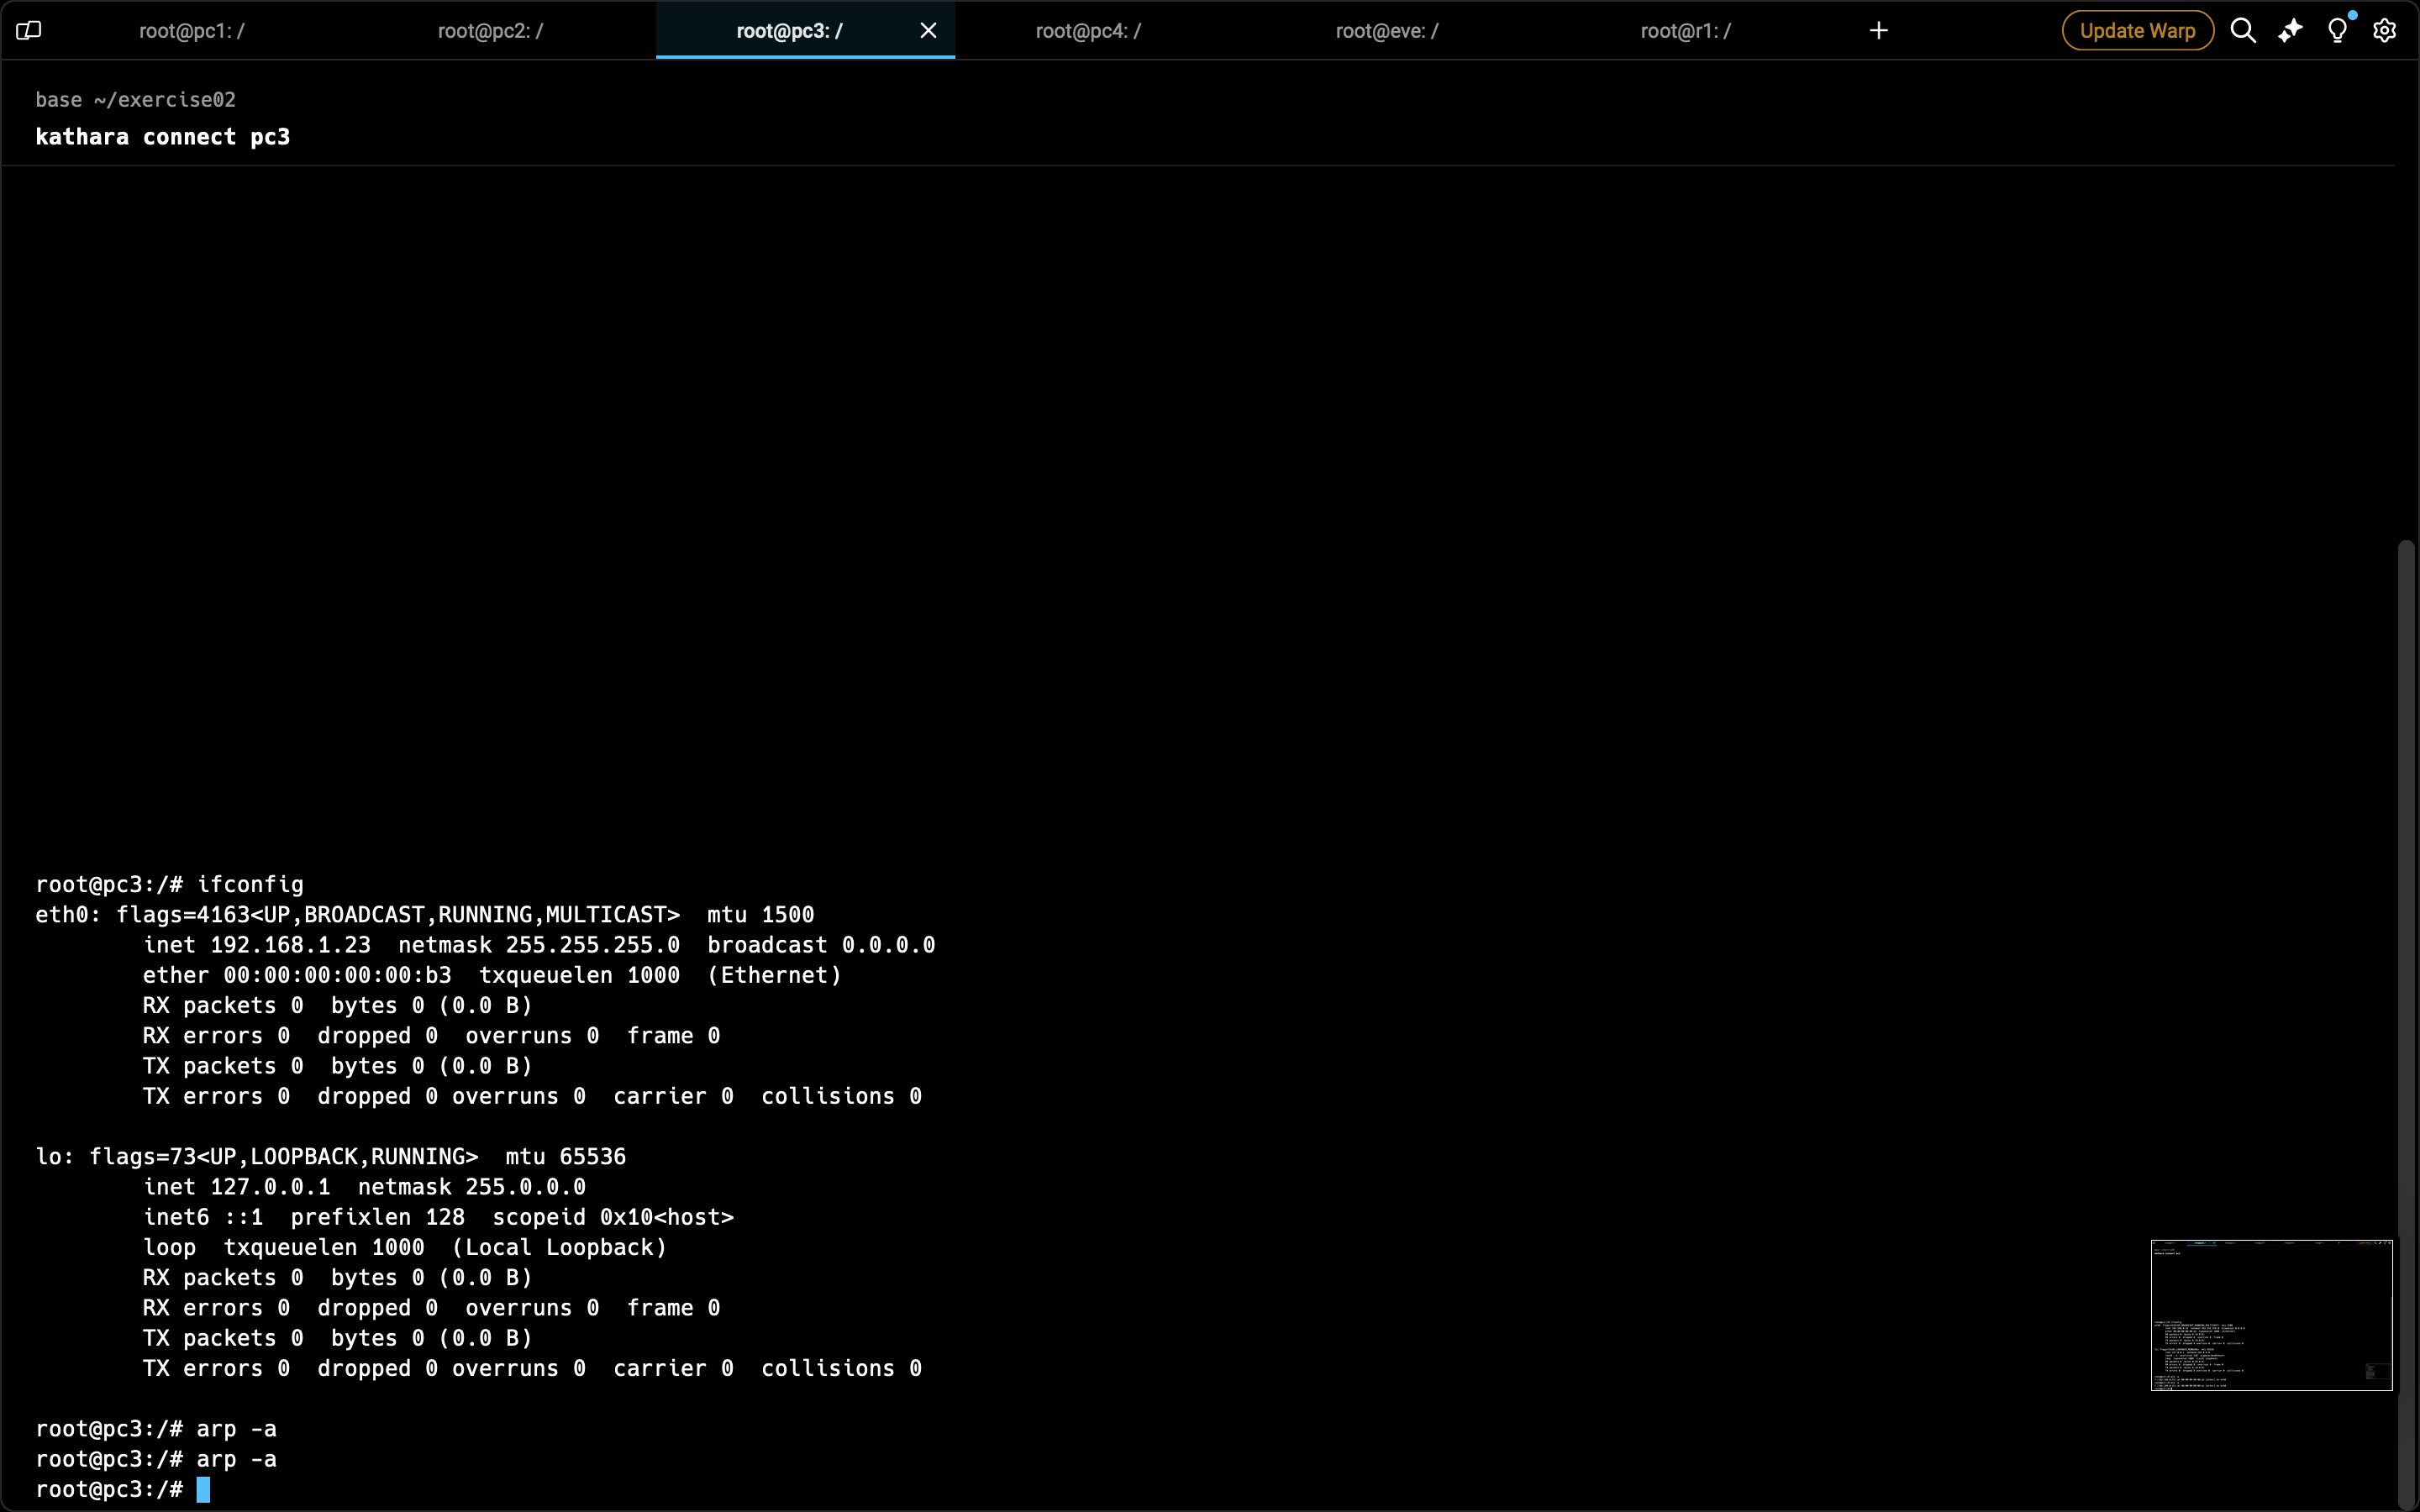 root@pc1: /
root@pc2: /
root@pc3: /
root@pc4: /
root@eve: /
root@r1: /
Update Warp
base ~/exercise02
kathara connect pc3
root@pc3:/# ifconfig
eth0: flags=4163<UP,BROADCAST,RUNNING,MULTICAST>  mtu 1500
        inet 192.168.1.23  netmask 255.255.255.0  broadcast 0.0.0.0
        ether 00:00:00:00:00:b3  txqueuelen 1000  (Ethernet)
        RX packets 0  bytes 0 (0.0 B)
        RX errors 0  dropped 0  overruns 0  frame 0
        TX packets 0  bytes 0 (0.0 B)
        TX errors 0  dropped 0 overruns 0  carrier 0  collisions 0
lo: flags=73<UP,LOOPBACK,RUNNING>  mtu 65536
        inet 127.0.0.1  netmask 255.0.0.0
        inet6 ::1  prefixlen 128  scopeid 0x10<host>
        loop  txqueuelen 1000  (Local Loopback)
        RX packets 0  bytes 0 (0.0 B)
        RX errors 0  dropped 0  overruns 0  frame 0
        TX packets 0  bytes 0 (0.0 B)
        TX errors 0  dropped 0 overruns 0  carrier 0  collisions 0
root@pc3:/# arp -a
root@pc3:/# arp -a
root@pc3:/#